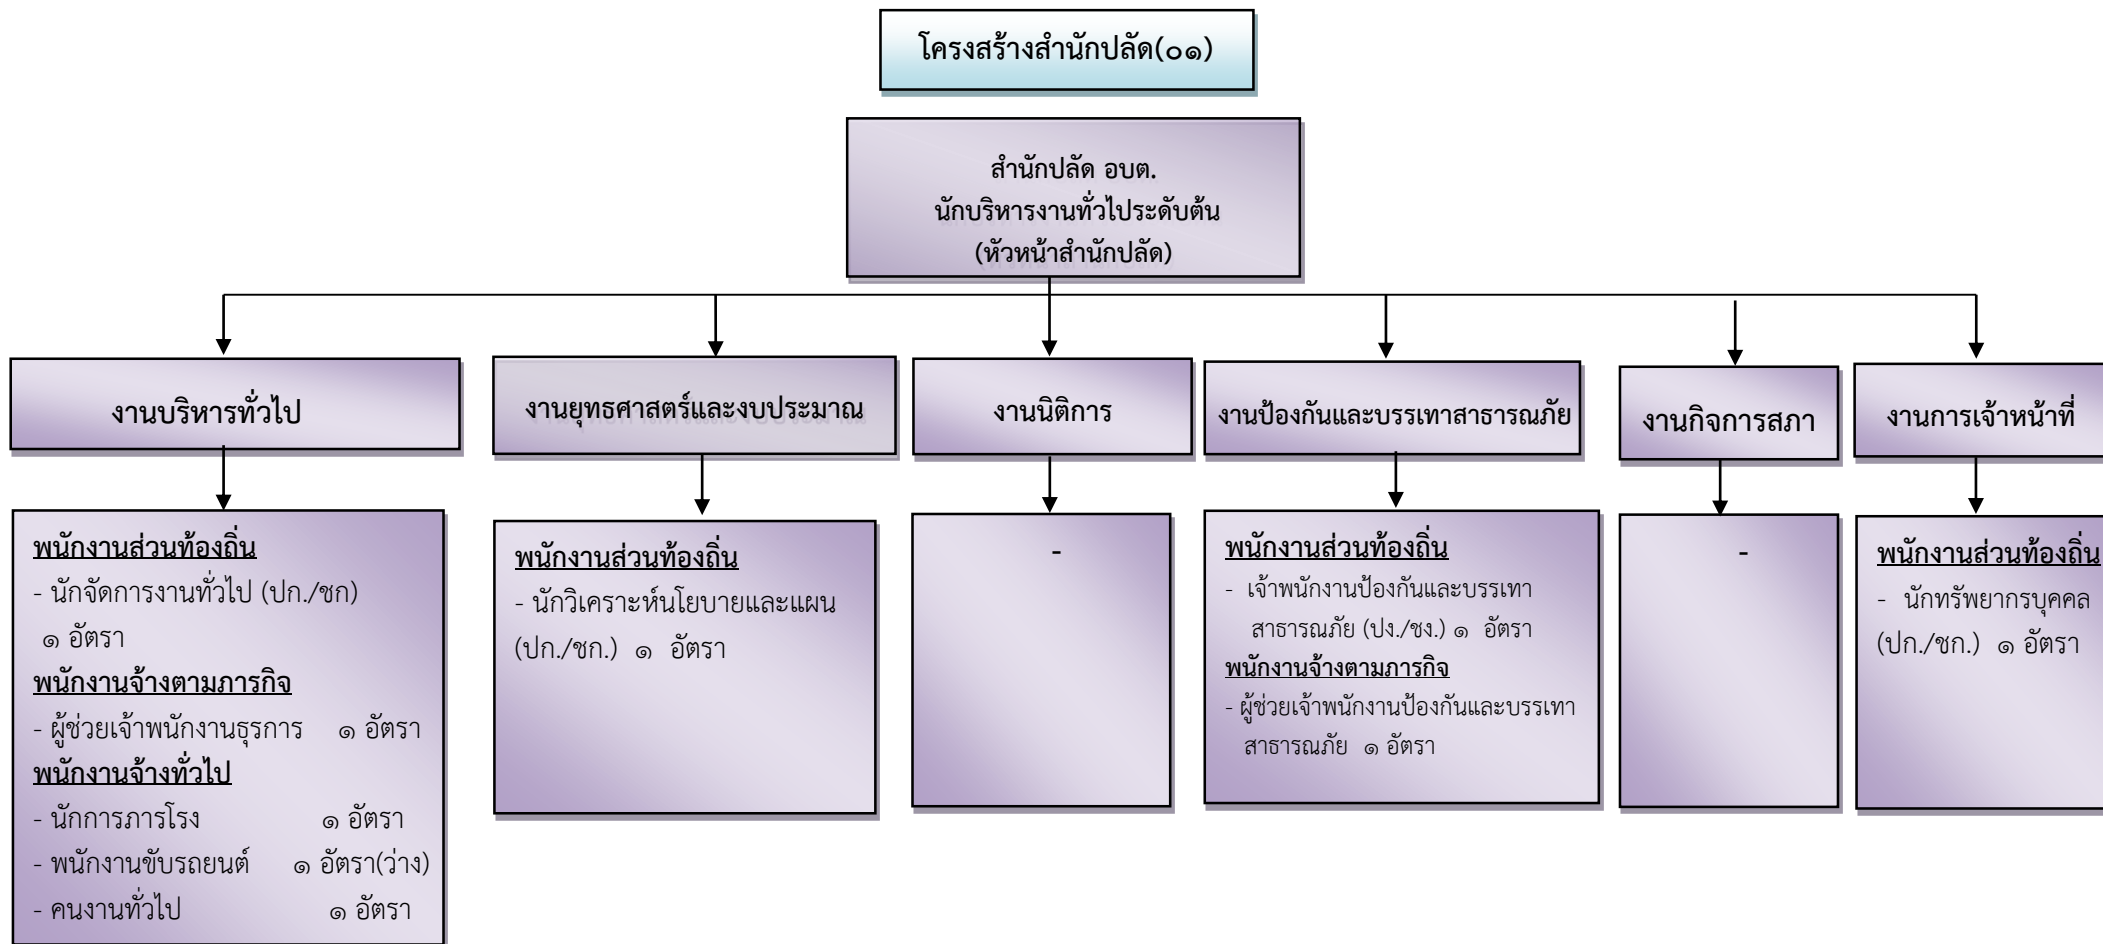 โครงสร้างสำนักปลัด(๐๑)
สำนักปลัด อบต.
นักบริหารงานทั่วไประดับต้น
(หัวหน้าสำนักปลัด)
งานบริหารทั่วไป
พนักงานส่วนท้องถิ่น
- นักจัดการงานทั่วไป (ปก./ชก)
๑ อัตรา
พนักงานจ้างตามภารกิจ
- ผู้ช่วยเจ้าพนักงานธุรการ ๑ อัตรา
พนักงานจ้างทั่วไป
- นักการภารโรง ๑ อัตรา
- พนักงานขับรถยนต์ ๑ อัตรา(ว่าง)
- คนงานทั่วไป ๑ อัตรา
งานยุทธศาสตร์และงบประมาณ
พนักงานส่วนท้องถิ่น
- นักวิเคราะห์นโยบายและแผน
(ปก./ชก.) ๑ อัตรา
งานนิติการ
-
งานป้องกันและบรรเทาสาธารณภัย
พนักงานส่วนท้องถิ่น
- เจ้าพนักงานป้องกันและบรรเทา
สาธารณภัย (ปง./ชง.) ๑ อัตรา
พนักงานจ้างตามภารกิจ
- ผู้ช่วยเจ้าพนักงานป้องกันและบรรเทา
สาธารณภัย ๑ อัตรา
งานกิจการสภา
-
งานการเจ้าหน้าที่
พนักงานส่วนท้องถิ่น
- นักทรัพยากรบุคคล
(ปก./ชก.) ๑ อัตรา